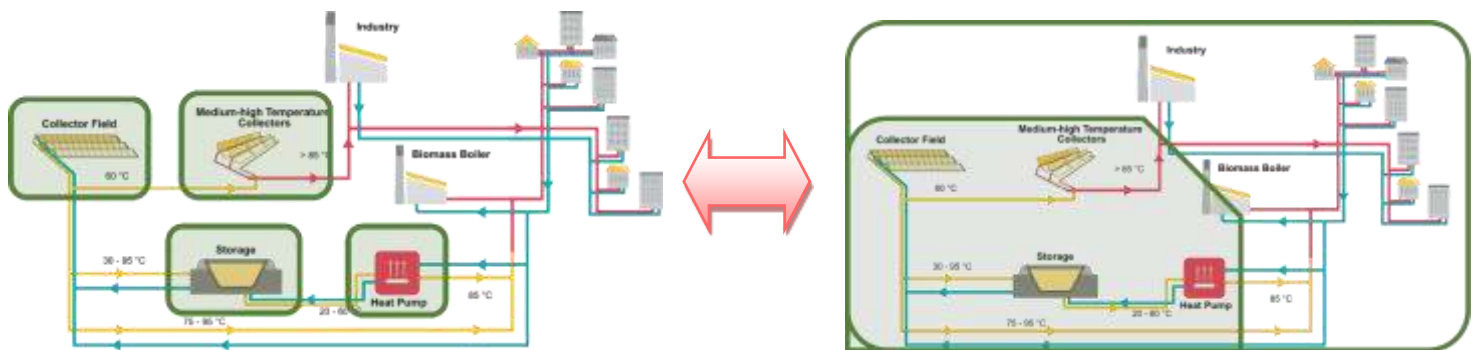 Industry
Medium-high Temperature
Collectors
Collector Field
> 85 °C
60 °C
Biomass Boiler
Storage
30 - 95 °C
Heat Pump
85 °C
20 - 60 °C
75 - 95 °C
Industry
Medium-high Temperature
Collectors
Collector Field
> 85 °C
60 °C
Biomass Boiler
Storage
30 - 95 °C
Heat Pump
85 °C
20 - 60 °C
75 - 95 °C